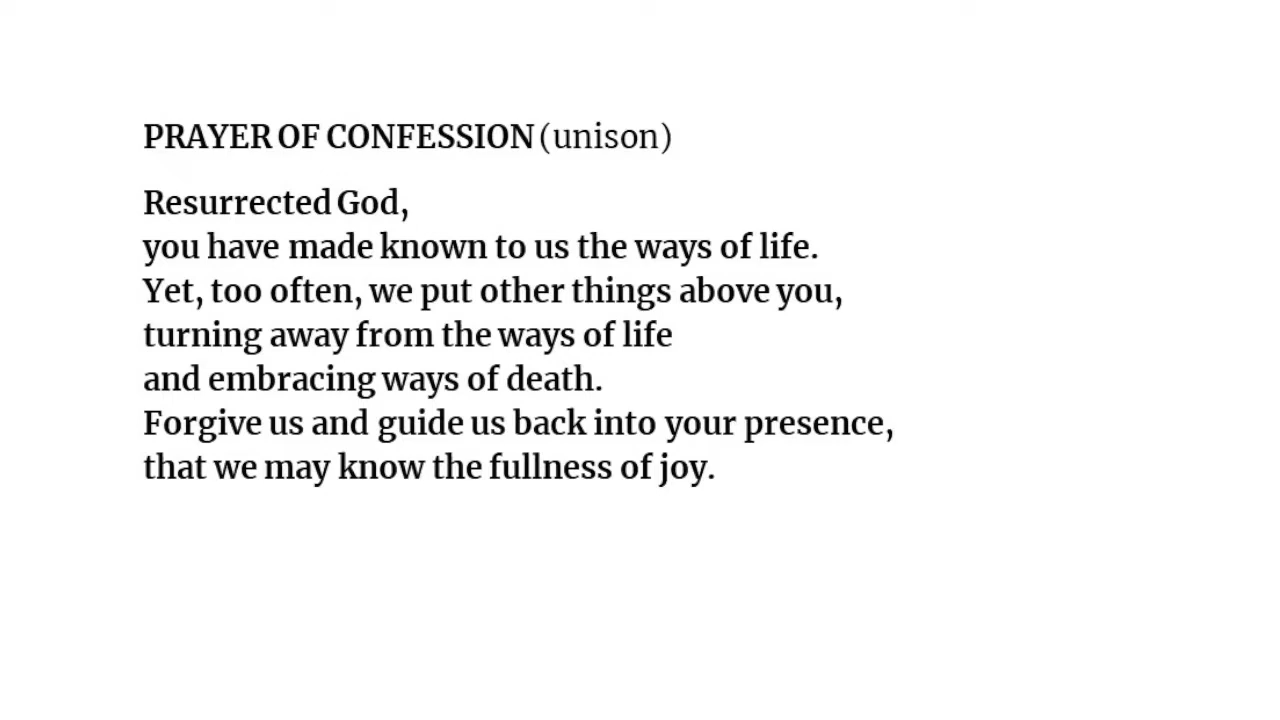 PRAYER OF CONFESSION (unison)
Resurrected God,
you have made known to us the ways of life.
Yet, too often, we put other things above you,
turning away from the ways of life
and embracing ways of death.
Forgive us and guide us back into your presence,
that we may know the fullness of joy.